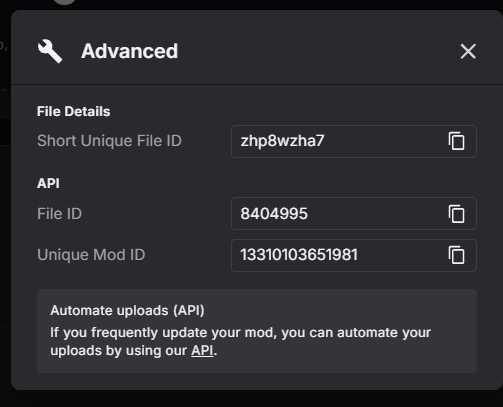 Advanced
File Details
Short Unique File ID zhp8wzha7
API
File ID 8404995
Unique Mod ID 13310103651981
Automate uploads (API)
If you frequently update your mod, you can automate your
uploads by using our API.